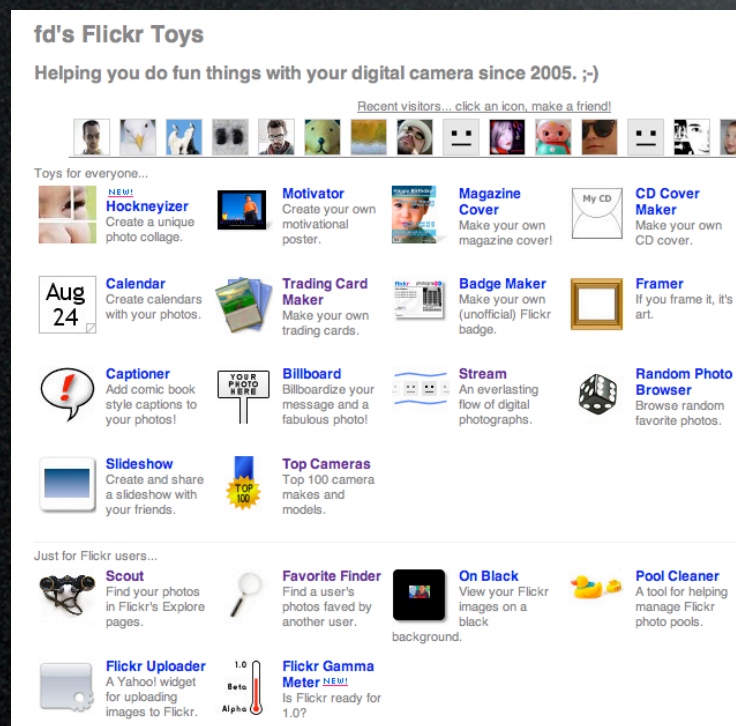 fd's Flickr Toys
Helping you do fun things with your digital camera since 2005. ;-)
Recent visitors... click an icon, make a friend!
Toys for everyone...
NEW!
Hockneyizer
Create a unique
photo collage.
Motivator
Create your own
motivational
poster.
Magazine
Cover
Make your own
magazine cover!
My CD
CD Cover
Maker
Make your own
CD cover.
Aug
24
Calendar
Create calendars
with your photos.
Trading Card
Maker
Make your own
trading cards.
Badge Maker
Make your own
(unofficial) Flickr
badge.
Framer
If you frame it, it's
art.
Captioner
Add comic book
style captions to
your photos!
YOUR
PHOTO
HERE
Billboard
Billboardize your
message and a
fabulous photo!
Stream
An everlasting
flow of digital
photographs.
Random Photo
Browser
Browse random
favorite photos.
Slideshow
Create and share
a slideshow with
your friends.
TOP
100
Top Cameras
Top 100 camera
makes and
models.
Just for Flickr users...
Scout
Find your photos
in Flickr's Explore
pages.
Favorite Finder
Find a user's
photos faved by
another user.
On Black
View your Flickr
images on a
black
background.
Pool Cleaner
A tool for helping
manage Flickr
photo pools.
Flickr Uploader
A Yahoo! widget
for uploading
images to Flickr.
1.0
Beta
Alpha
Flickr Gamma
Meter NEW!
Is Flickr ready for
1.0?